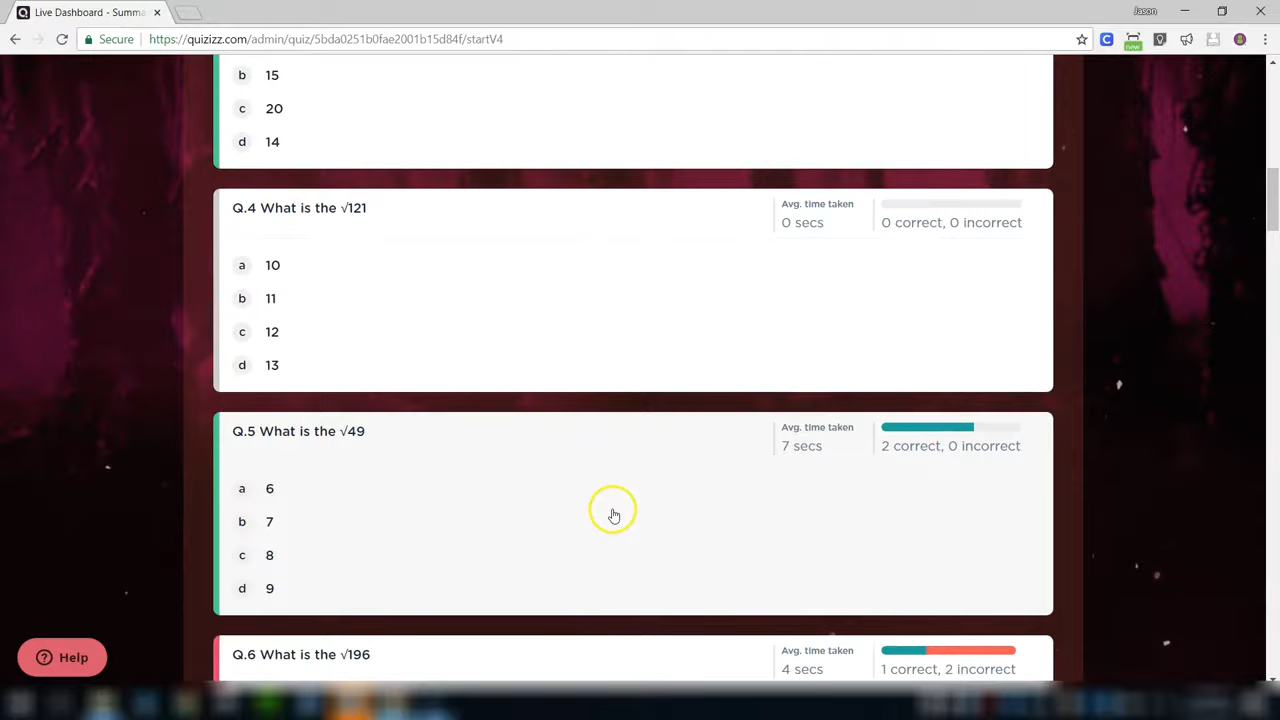 Live Dashboard - Summa
Jason
Secure
https://quizizz.com/admin/quiz/5bda0251b0fae2001b15d84f/startV4
C
new
b 15
c 20
d 14
Q.4 What is the √121
Avg. time taken
0 secs
0 correct, 0 incorrect
a 10
b 11
c 12
d 13
Q.5 What is the √49
Avg. time taken
7 secs
2 correct, 0 incorrect
a 6
b 7
c 8
d 9
Q.6 What is the √196
Avg. time taken
4 secs
1 correct, 2 incorrect
? Help